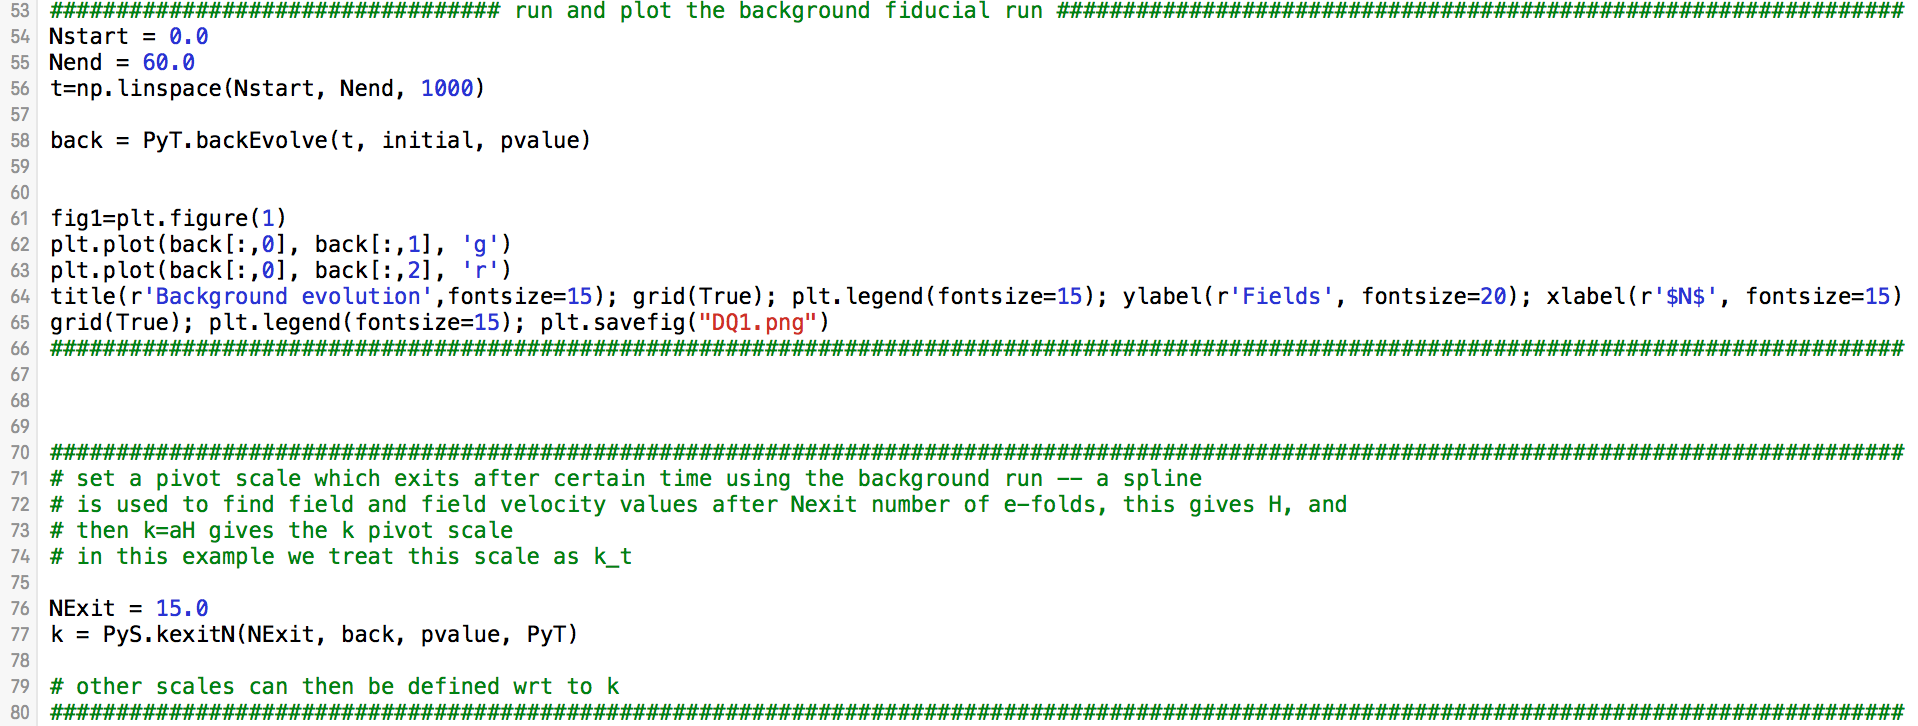 53 ################################## run and plot the background fiducial run ################################################################
54 Nstart = 0.0
55 Nend = 60.0
56 t=np.linspace(Nstart, Nend, 1000)
57
58 back = PyT.backEvolve(t, initial, pvalue)
59
60
61 fig1=plt.figure(1)
62 plt.plot(back[:,0], back[:,1], 'g')
63 plt.plot(back[:,0], back[:,2], 'r')
64 title(r'Background evolution',fontsize=15); grid(True); plt.legend(fontsize=15); ylabel(r'Fields', fontsize=20); xlabel(r'$N$', fontsize=15)
65 grid(True); plt.legend(fontsize=15); plt.savefig("DQ1.png")
66 ############################################################################################################################################
67
68
69
70 ############################################################################################################################################
71 # set a pivot scale which exits after certain time using the background run -- a spline
72 # is used to find field and field velocity values after Nexit number of e-folds, this gives H, and
73 # then k=aH gives the k pivot scale
74 # in this example we treat this scale as k_t
75
76 NExit = 15.0
77 k = PyS.kexitN(NExit, back, pvalue, PyT)
78
79 # other scales can then be defined wrt to k
80 ############################################################################################################################################